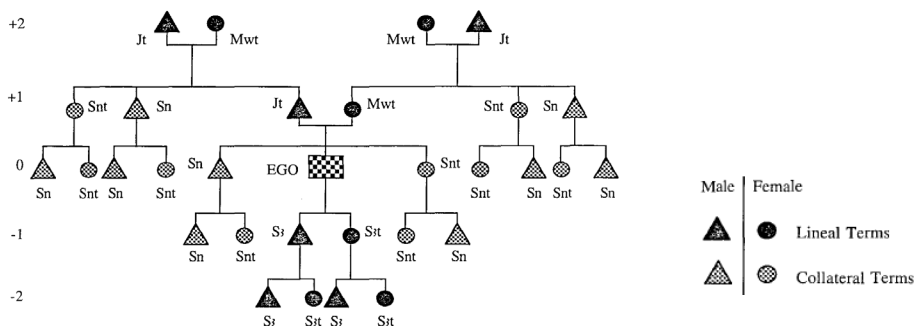 +2
Jt Mwt Mwt Jt
+1 Snt Sn Jt Mwt Snt Sn
0 Sn EGO Snt
Sn Snt Sn Snt Snt Sn Snt Sn
Male Female
-1 S3 S3t
Sn Snt Snt Sn
Lineal Terms
Collateral Terms
-2
S3 S3t S3 S3t